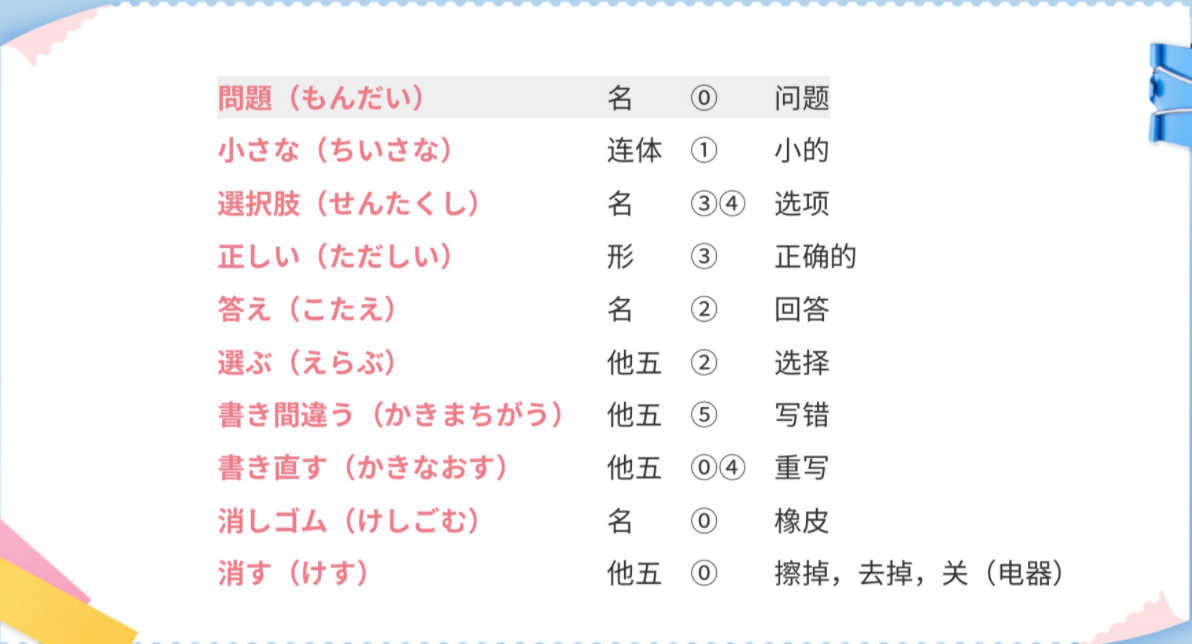 問題（もんだい） 名 ⓪ 问题
小さな（ちいさな） 连体 ① 小的
選択肢（せんたくし） 名 ③④ 选项
正しい（ただしい） 形 ③ 正确的
答え（こたえ） 名 ② 回答
選ぶ（えらぶ） 他五 ② 选择
書き間違う（かきまちがう） 他五 ⑤ 写错
書き直す（かきなおす） 他五 ⓪④ 重写
消しゴム（けしごむ） 名 ⓪ 橡皮
消す（けす） 他五 ⓪ 擦掉，去掉，关（电器）